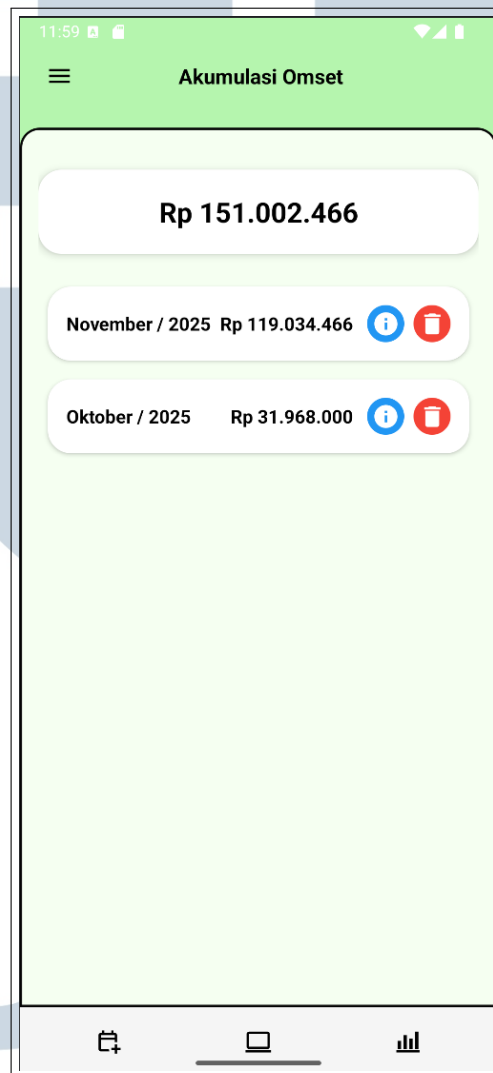 11:59
Akumulasi Omset
Rp 151.002.466
November / 2025 Rp 119.034.466
Oktober / 2025 Rp 31.968.000